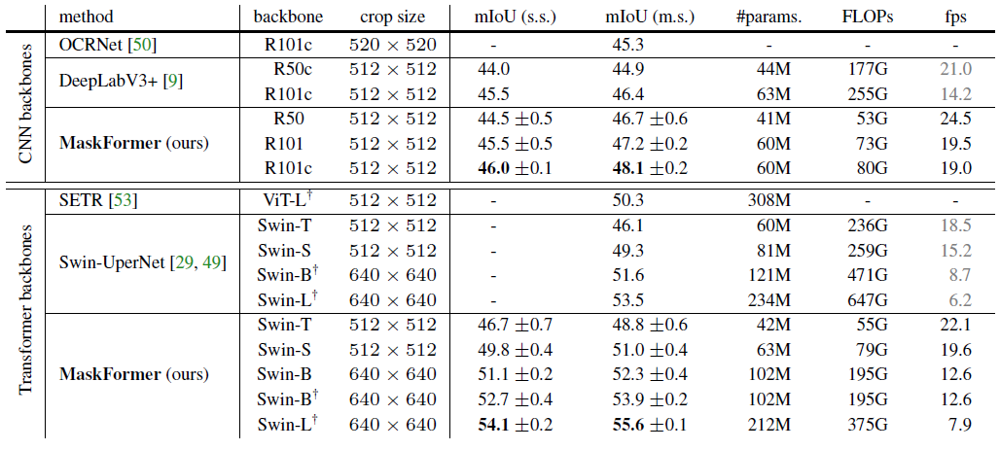 method backbone crop size mIoU (s.s.) mIoU (m.s.) #params. FLOPs fps
CNN backbones
OCRNet [50] R101c 520 × 520 - 45.3 - - -
DeepLabV3+ [9] R50c 512 × 512 44.0 44.9 44M 177G 21.0
R101c 512 × 512 45.5 46.4 63M 255G 14.2
MaskFormer (ours) R50 512 × 512 44.5 ±0.5 46.7 ±0.6 41M 53G 24.5
R101 512 × 512 45.5 ±0.5 47.2 ±0.2 60M 73G 19.5
R101c 512 × 512 46.0 ±0.1 48.1 ±0.2 60M 80G 19.0
Transformer backbones
SETR [53] ViT-L† 512 × 512 - 50.3 308M - -
Swin-UperNet [29, 49] Swin-T 512 × 512 - 46.1 60M 236G 18.5
Swin-S 512 × 512 - 49.3 81M 259G 15.2
Swin-B† 640 × 640 - 51.6 121M 471G 8.7
Swin-L† 640 × 640 - 53.5 234M 647G 6.2
MaskFormer (ours) Swin-T 512 × 512 46.7 ±0.7 48.8 ±0.6 42M 55G 22.1
Swin-S 512 × 512 49.8 ±0.4 51.0 ±0.4 63M 79G 19.6
Swin-B 640 × 640 51.1 ±0.2 52.3 ±0.4 102M 195G 12.6
Swin-B† 640 × 640 52.7 ±0.4 53.9 ±0.2 102M 195G 12.6
Swin-L† 640 × 640 54.1 ±0.2 55.6 ±0.1 212M 375G 7.9